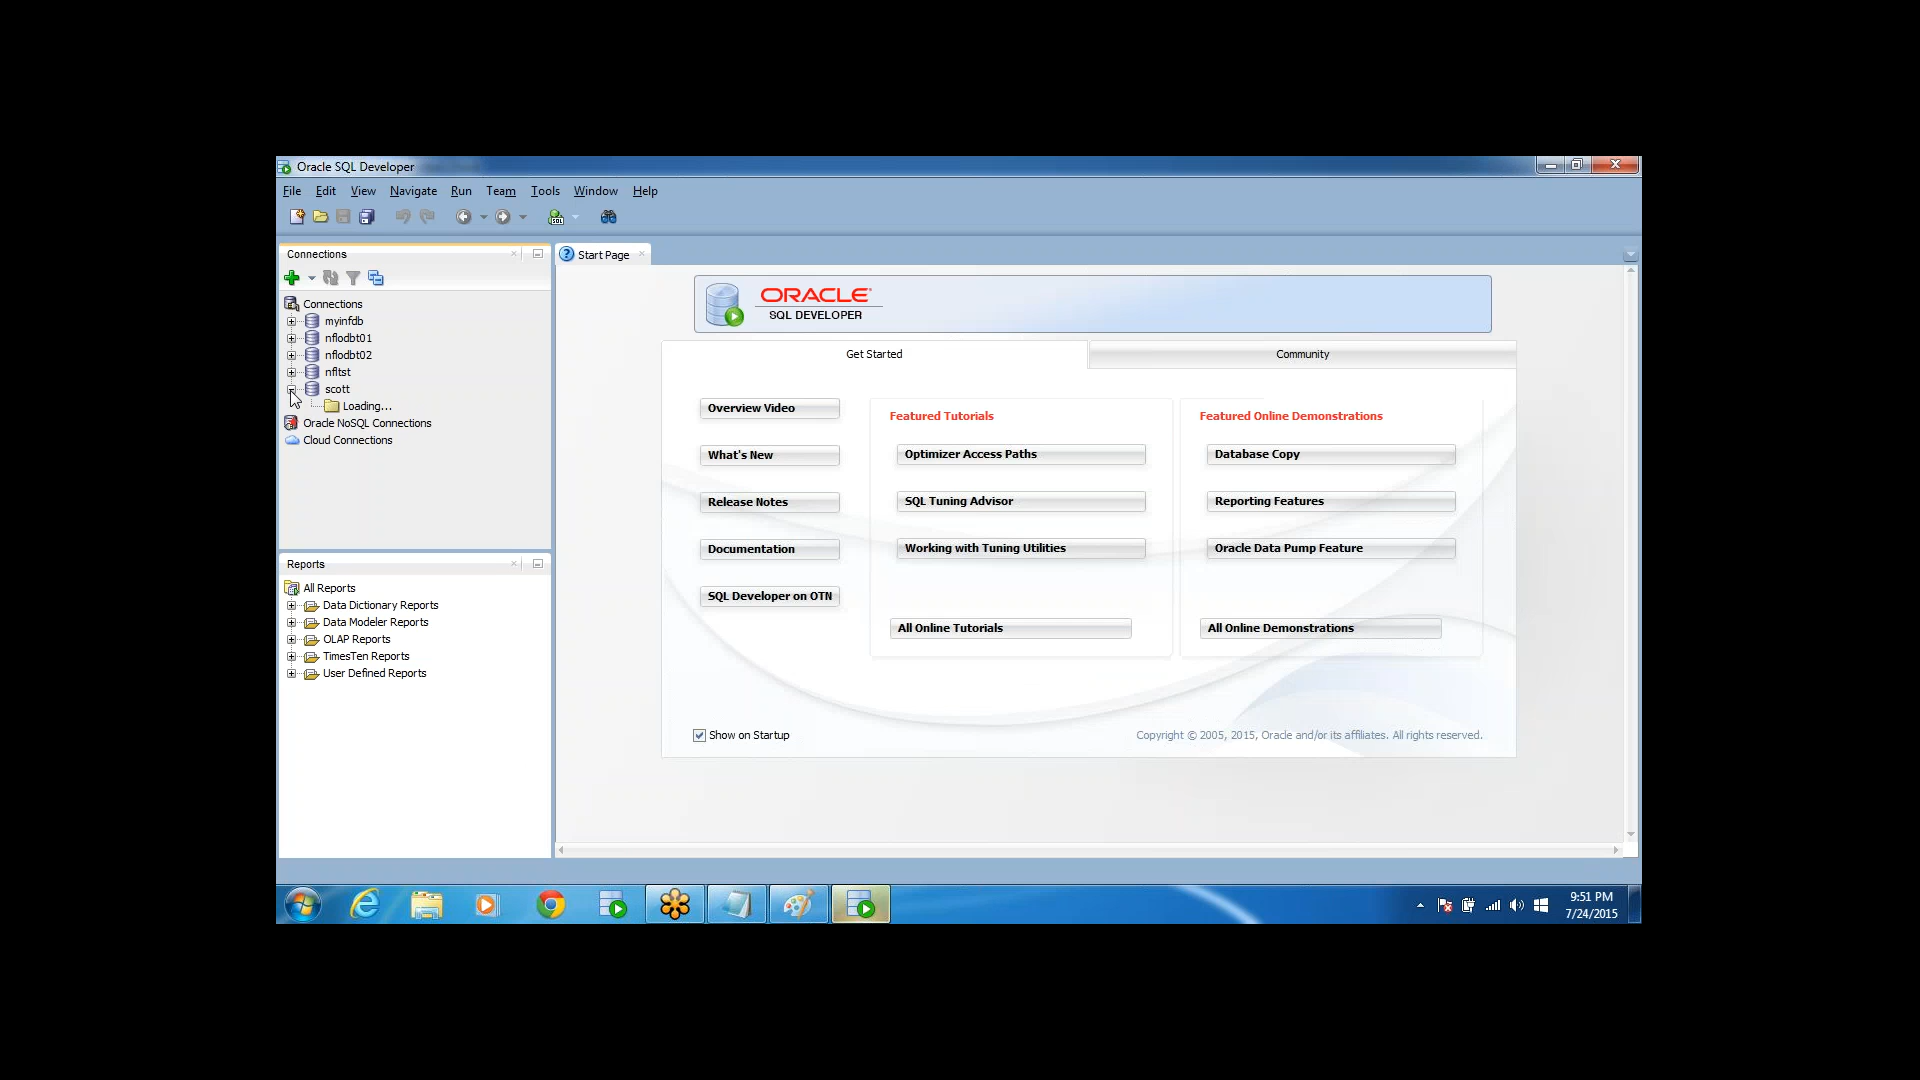 Oracle SQL Developer
File Edit View Navigate Run Team Tools Window Help
Connections
Connections
myinfdb
nflodbt01
nflodbt02
nfltst
scott
Loading...
Oracle NoSQL Connections
Cloud Connections
Reports
All Reports
Data Dictionary Reports
Data Modeler Reports
OLAP Reports
TimesTen Reports
User Defined Reports
Start Page
ORACLE
SQL DEVELOPER
Get Started
Community
Overview Video
What's New
Release Notes
Documentation
SQL Developer on OTN
Featured Tutorials
Optimizer Access Paths
SQL Tuning Advisor
Working with Tuning Utilities
All Online Tutorials
Featured Online Demonstrations
Database Copy
Reporting Features
Oracle Data Pump Feature
All Online Demonstrations
Show on Startup
Copyright © 2005, 2015, Oracle and/or its affiliates. All rights reserved.
9:51 PM
7/24/2015